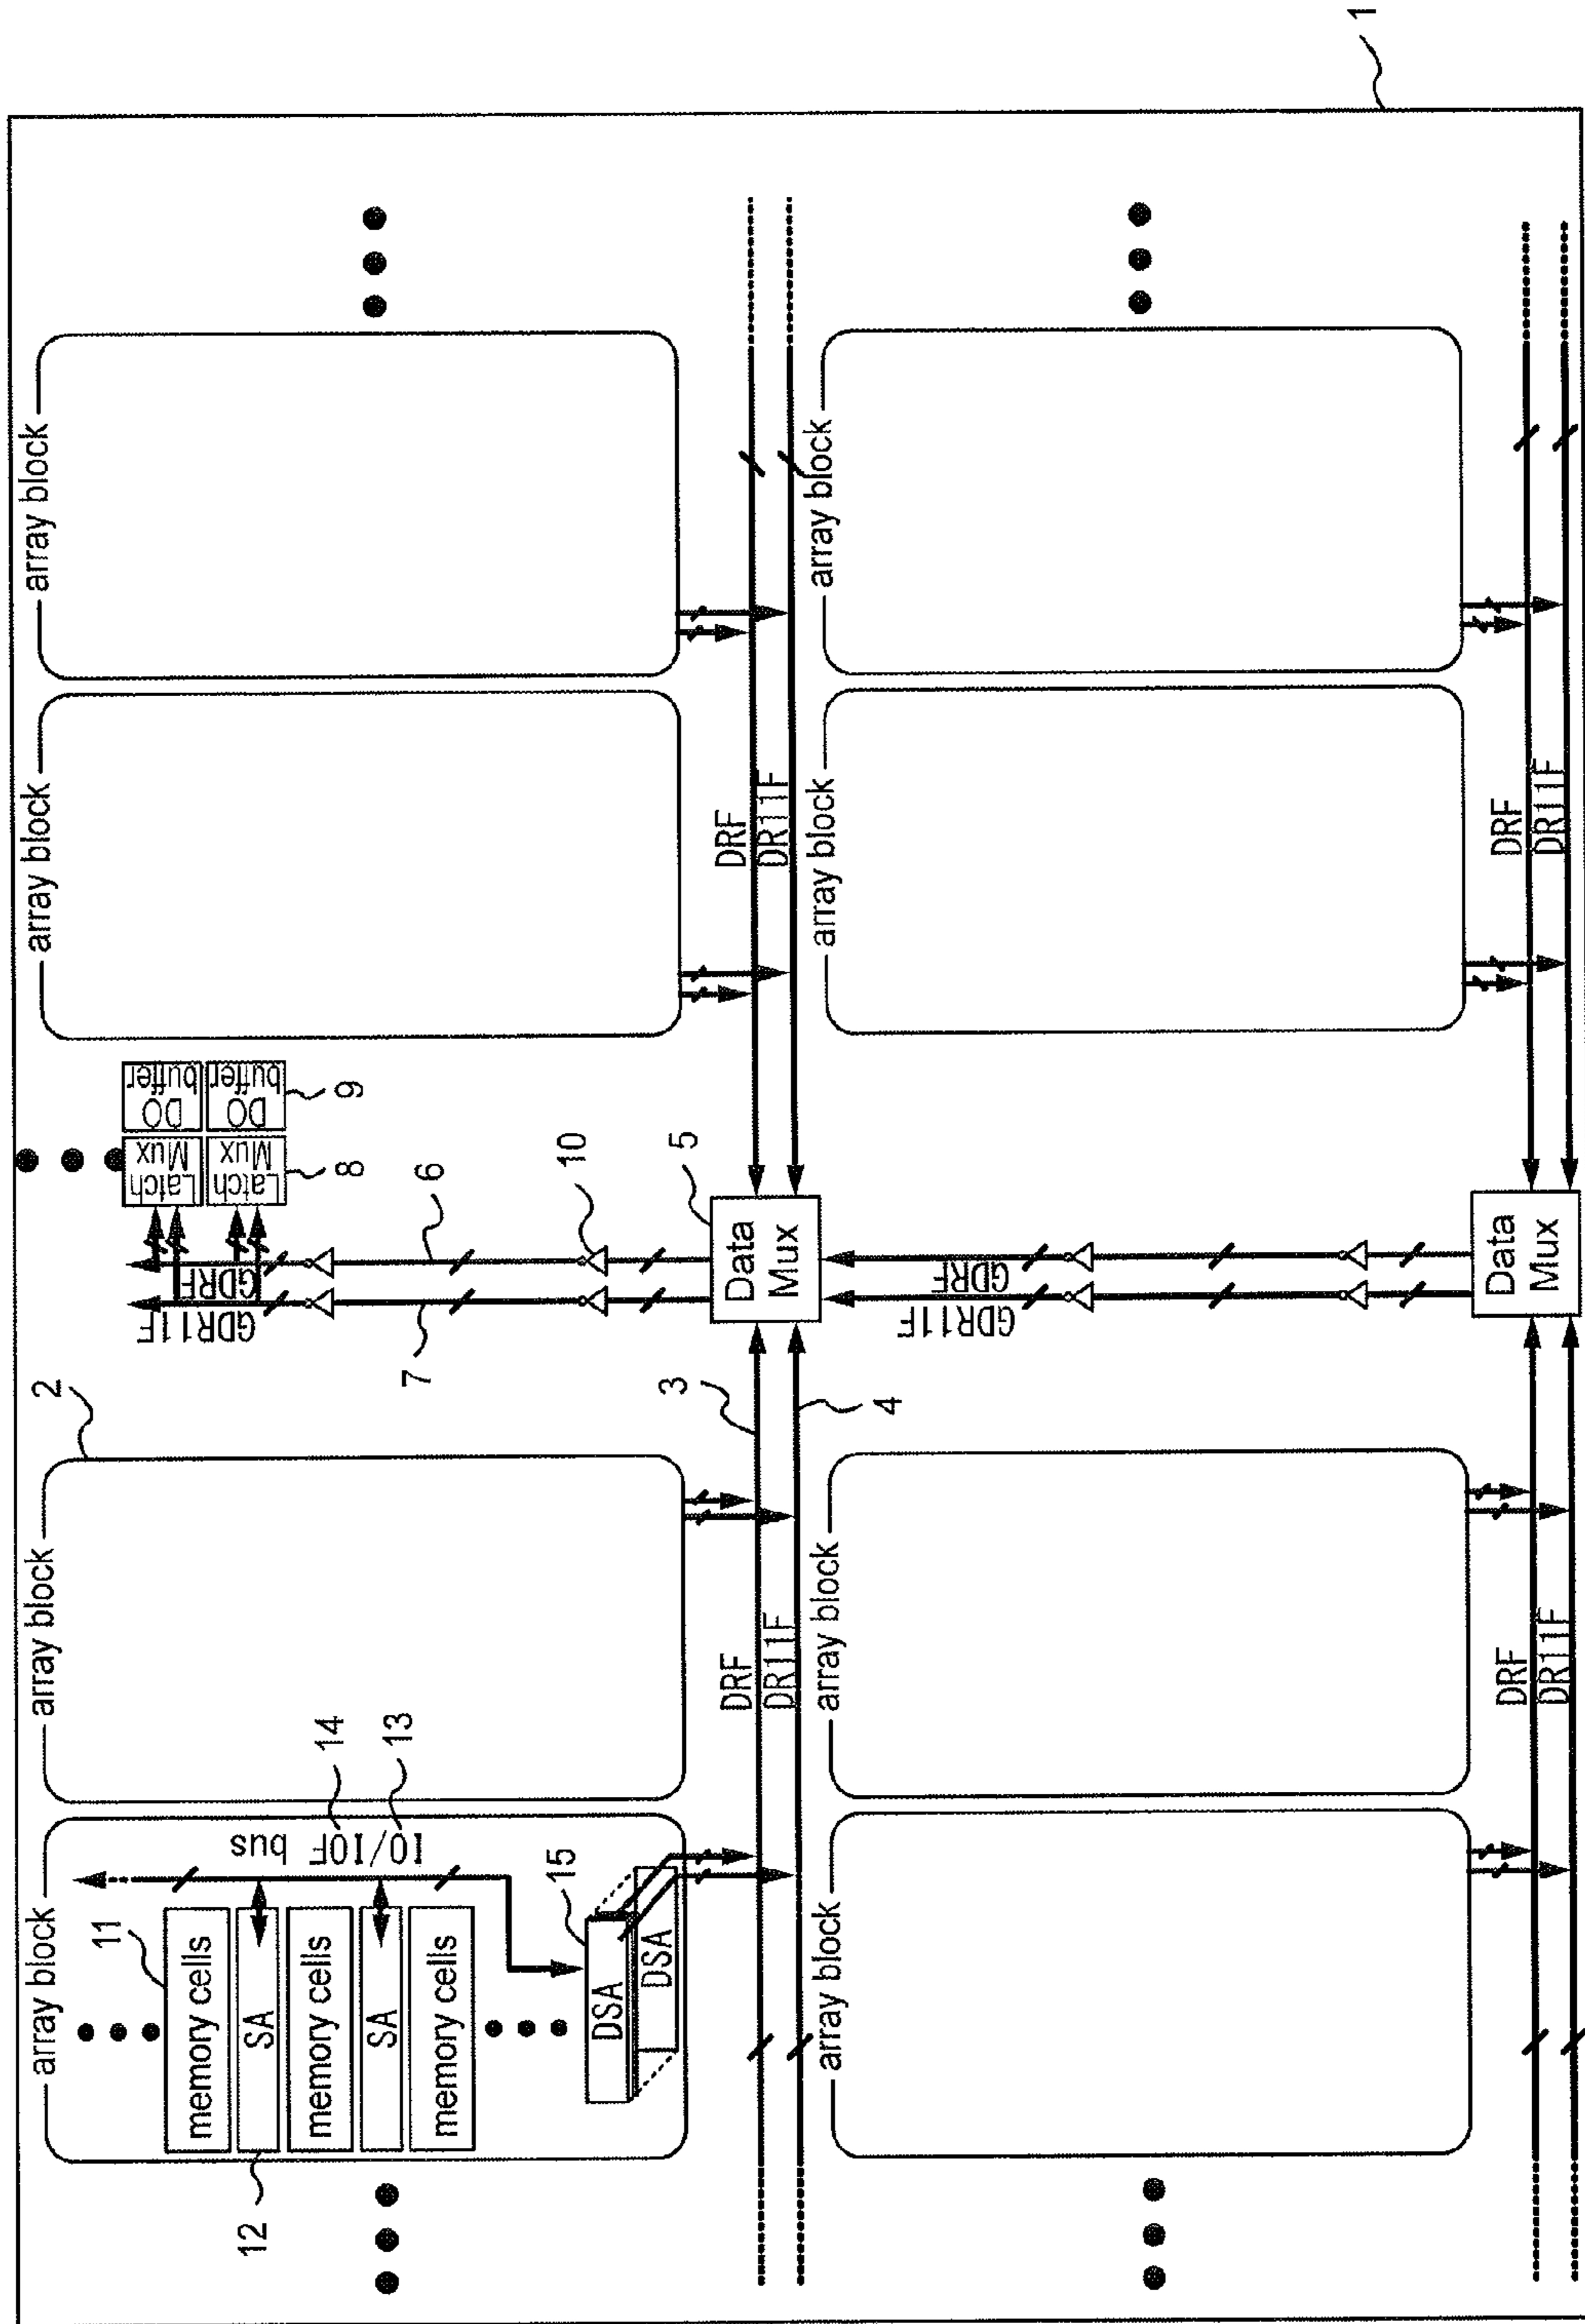 1
array block
array block
array block
array block
2
11
memory cells
SA
memory cells
SA
memory cells
12
14
13
IO/IOF bus
15
DSA
DSA
Latch Mux
DO buffer
Latch Mux
DO buffer
8
9
GDR11F
GDRF
7
6
10
3
4
5
DRF
DR11F
Data Mux
DRF
DR11F
array block
array block
array block
array block
GDR11F
GDRF
DRF
DR11F
Data Mux
DRF
DR11F